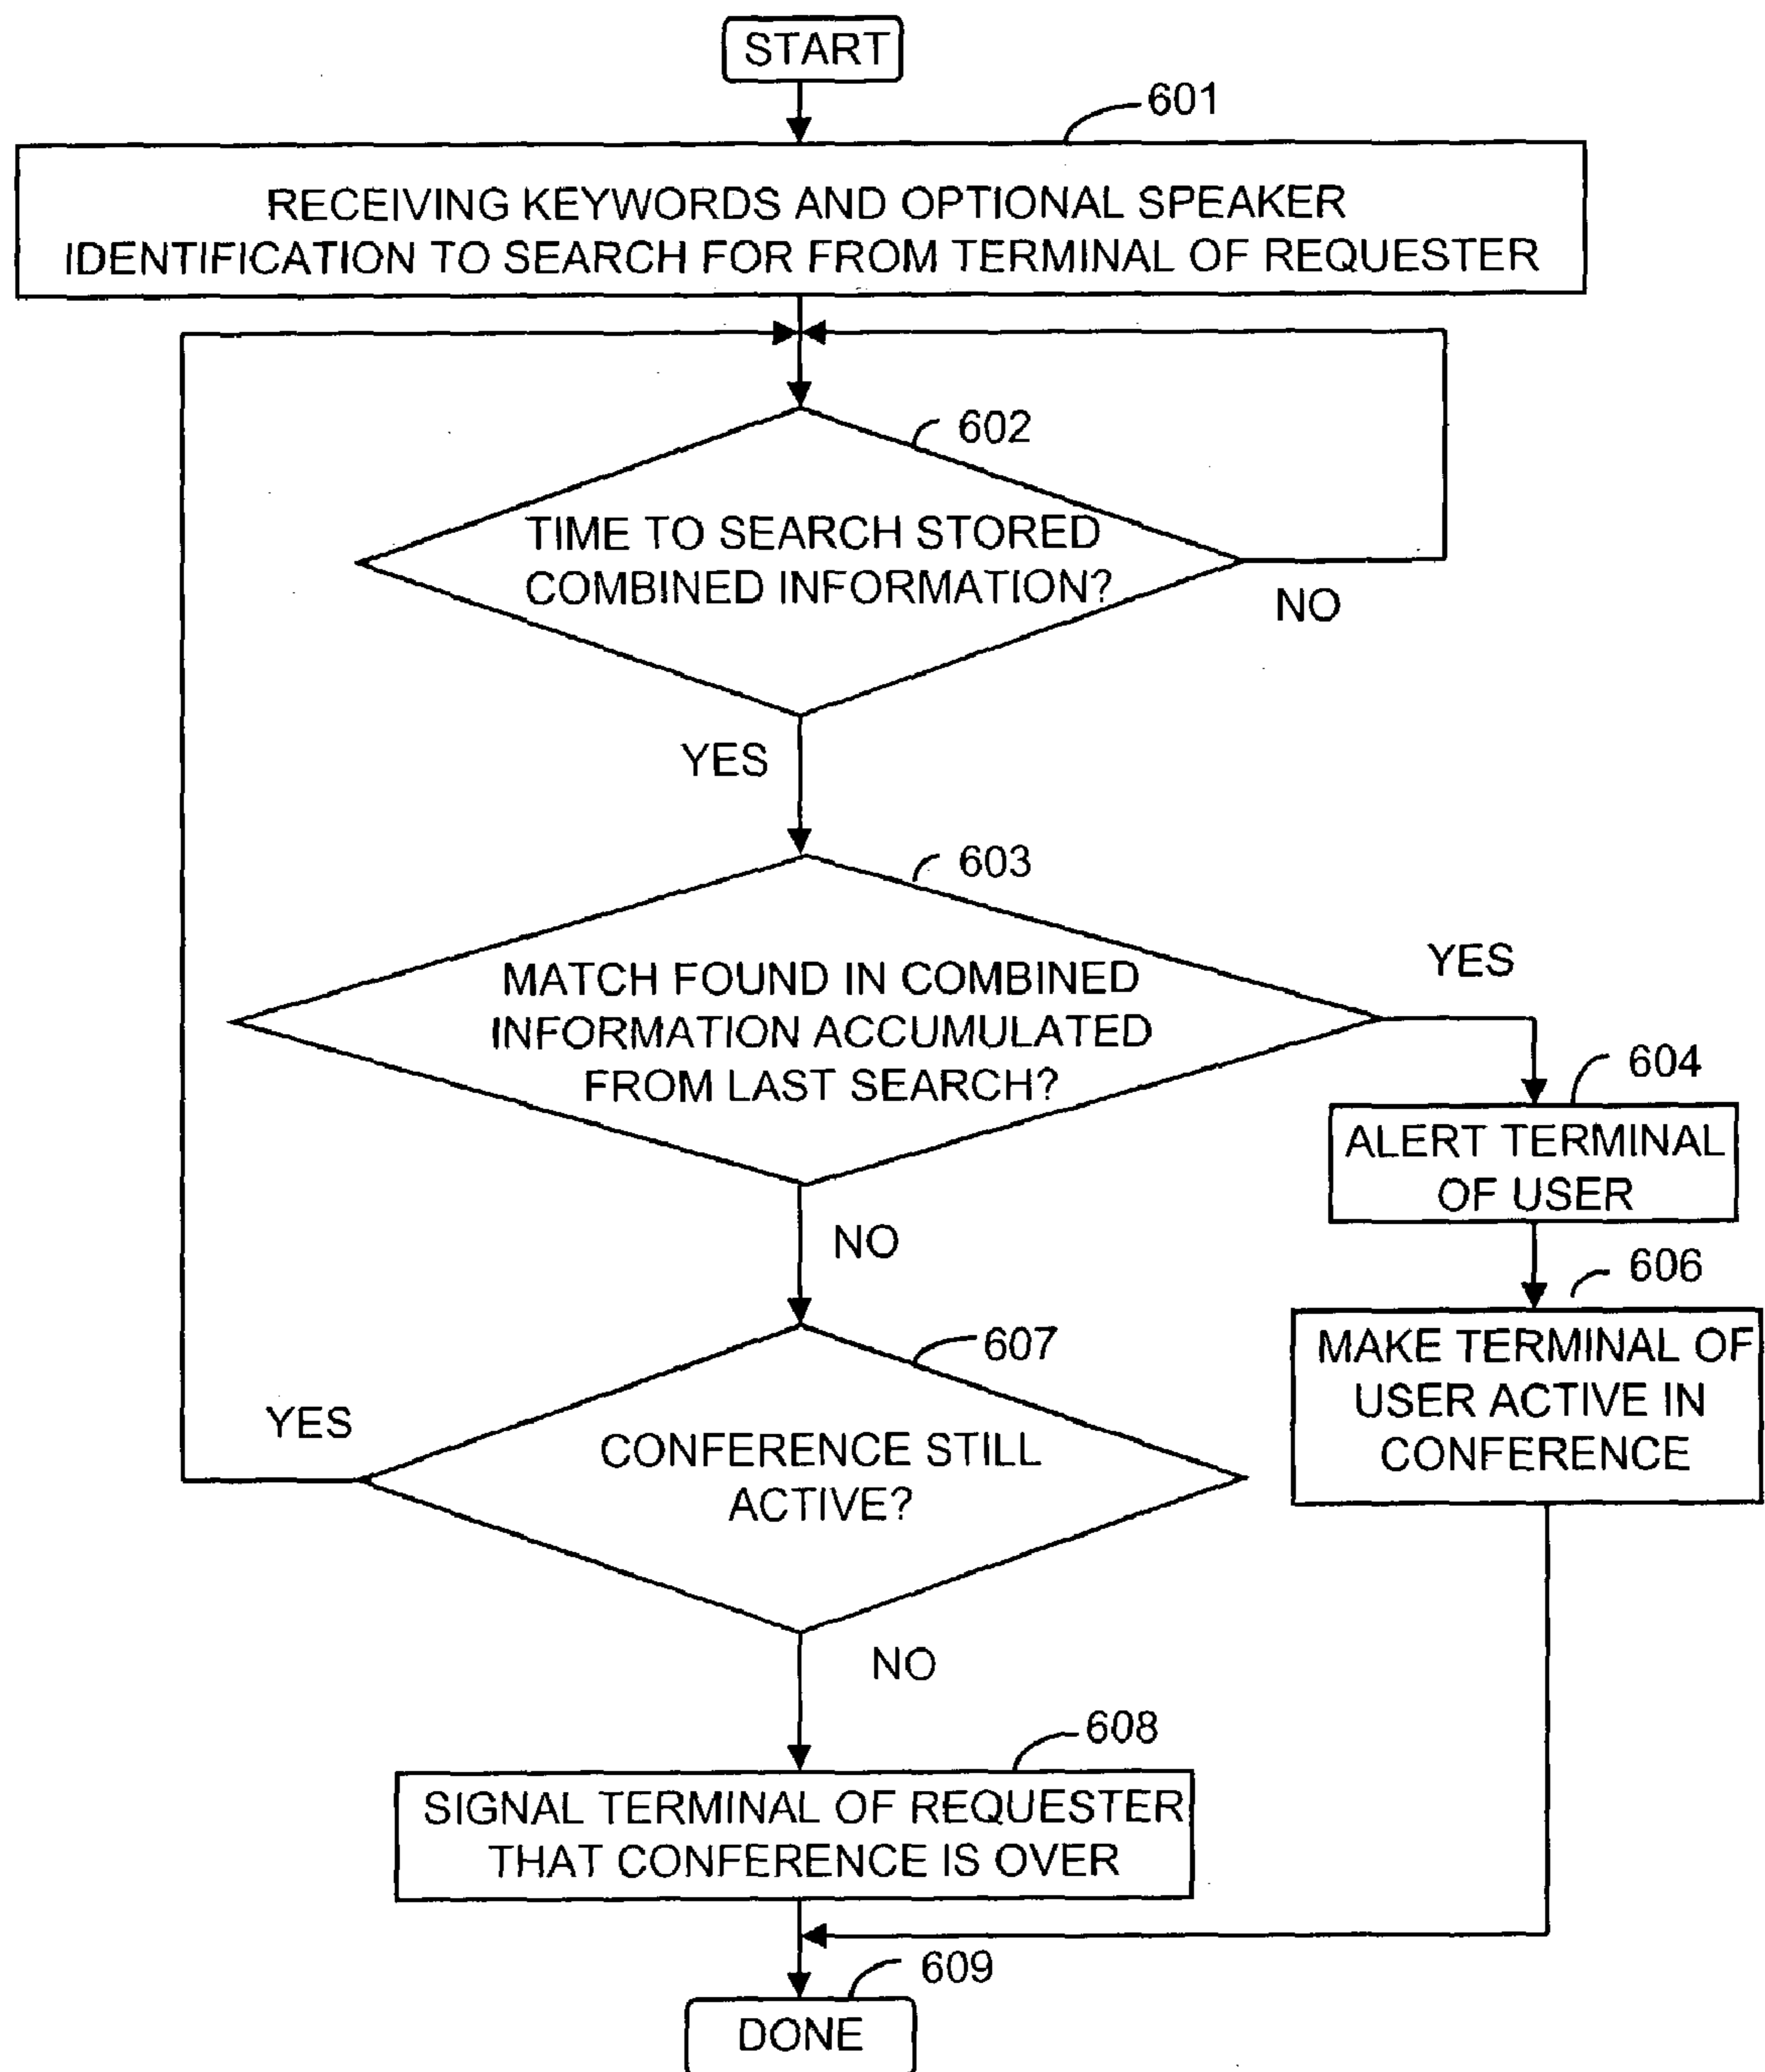 START
601
RECEIVING KEYWORDS AND OPTIONAL SPEAKER
IDENTIFICATION TO SEARCH FOR FROM TERMINAL OF REQUESTER
602
TIME TO SEARCH STORED
COMBINED INFORMATION?
NO
YES
603
MATCH FOUND IN COMBINED
INFORMATION ACCUMULATED
FROM LAST SEARCH?
YES
604
ALERT TERMINAL
OF USER
NO
606
MAKE TERMINAL OF
USER ACTIVE IN
CONFERENCE
607
YES
CONFERENCE STILL
ACTIVE?
NO
608
SIGNAL TERMINAL OF REQUESTER
THAT CONFERENCE IS OVER
609
DONE